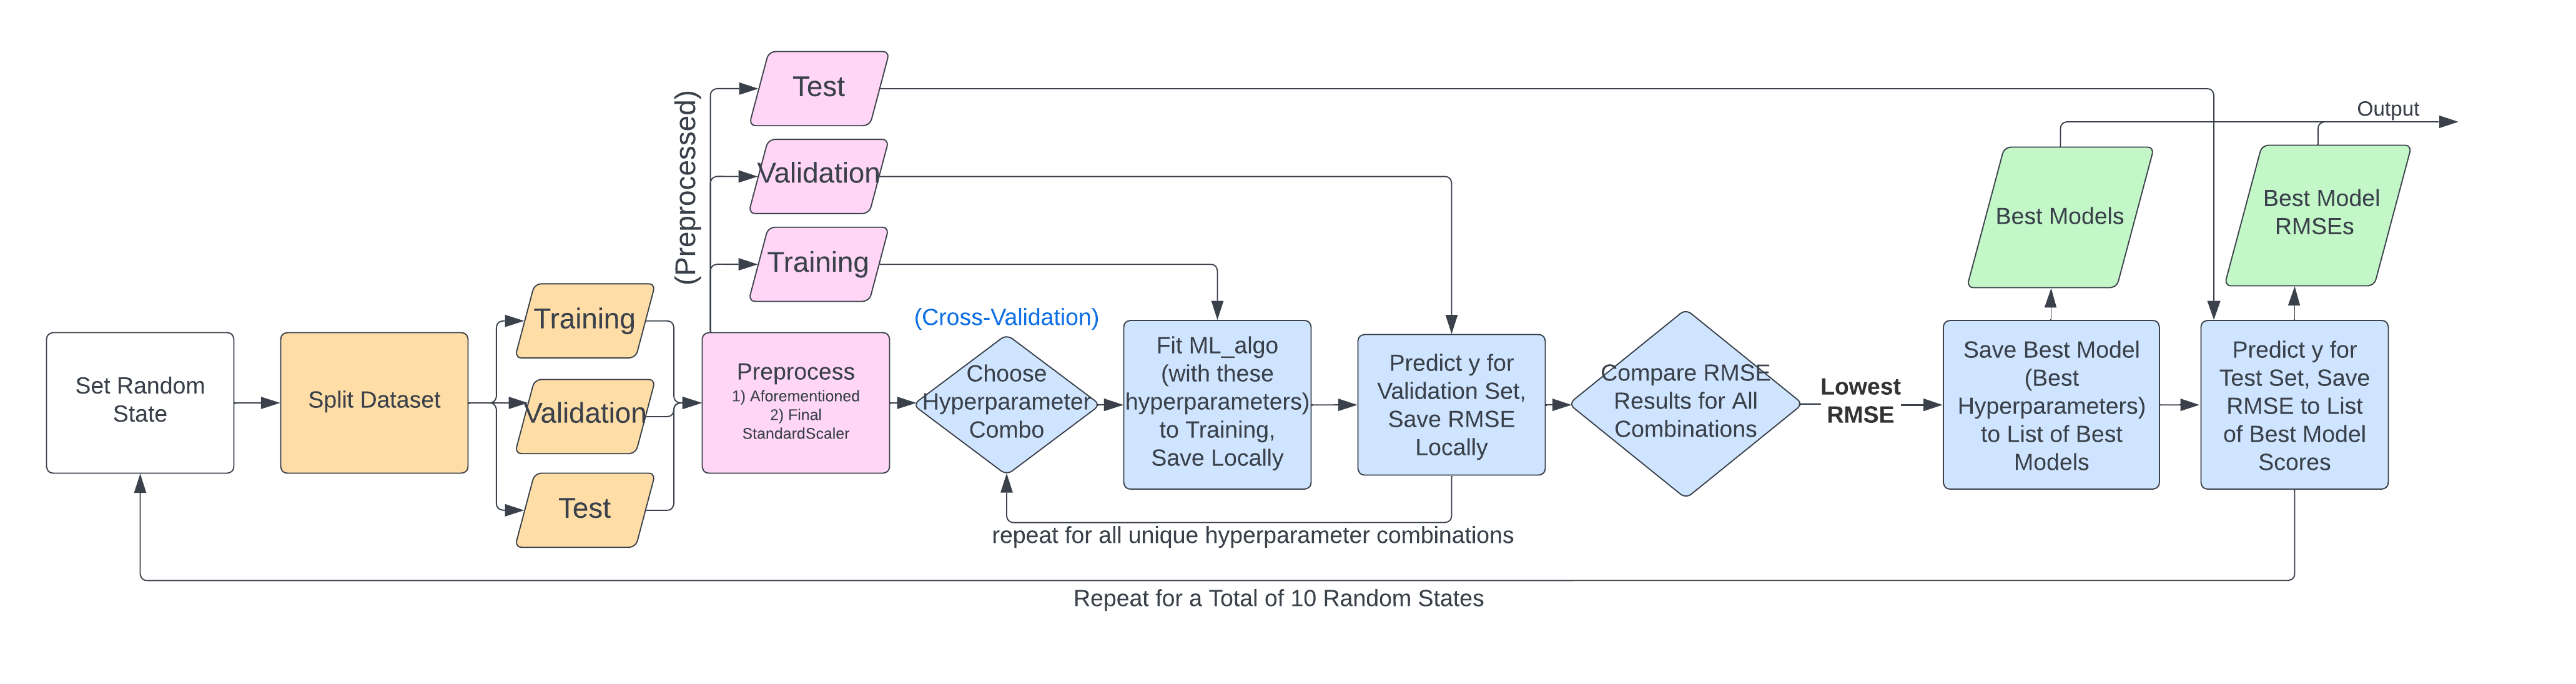 Test
Output
(Preprocessed)
Validation
Best Model
RMSEs
Best Models
Training
(Cross-Validation)
Training
Validation
Test
Set Random
State
Split Dataset
Preprocess
1) Aforementioned
2) Final
StandardScaler
Choose
Hyperparameter
Combo
Fit ML_algo
(with these
hyperparameters)
to Training,
Save Locally
Predict y for
Validation Set,
Save RMSE
Locally
Compare RMSE
Results for All
Combinations
Lowest
RMSE
Save Best Model
(Best
Hyperparameters)
to List of Best
Models
Predict y for
Test Set, Save
RMSE to List
of Best Model
Scores
repeat for all unique hyperparameter combinations
Repeat for a Total of 10 Random States